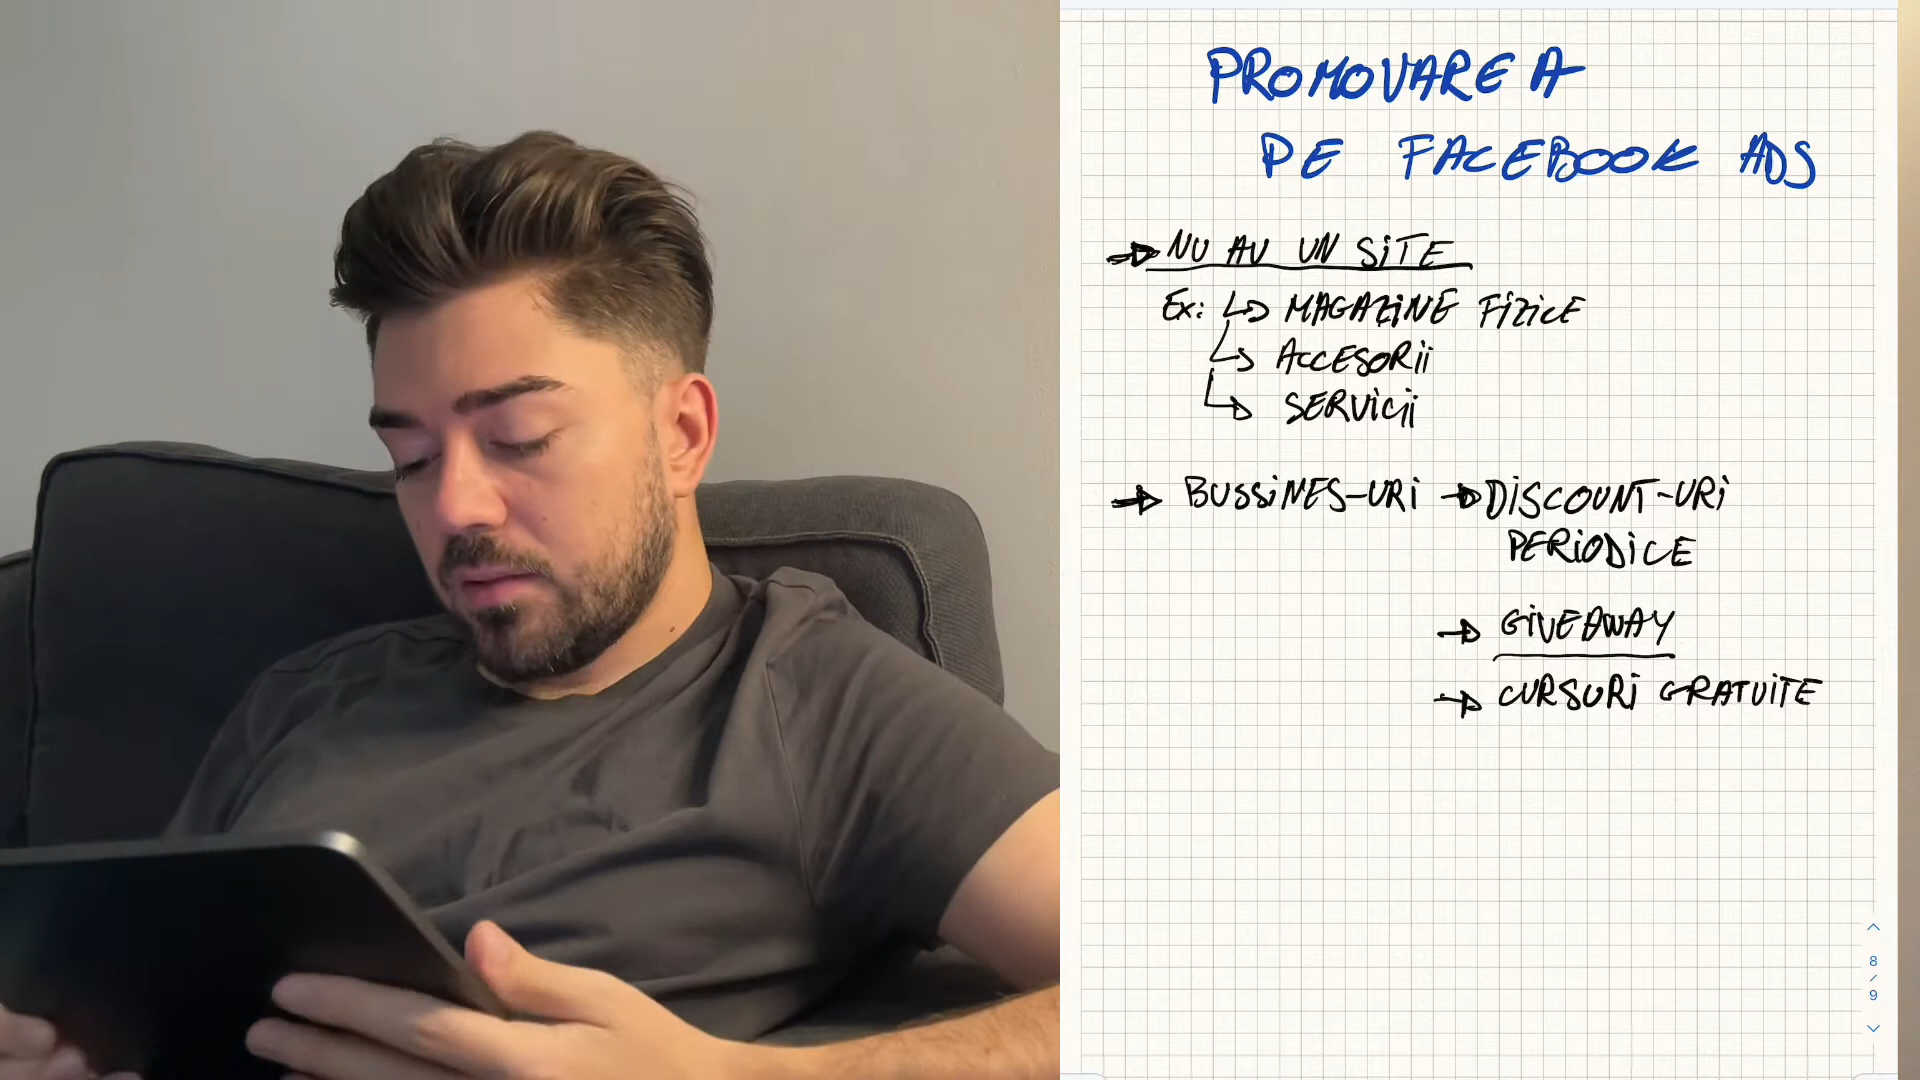 PROMOVAREA
PE FACEBOOK ADS
NU AU UN SITE
Ex: MAGAZINE FIZICE
ACCESORII
SERVICII
BUSSINES-URI DISCOUNT-URI
PERIODICE
GIVEAWAY
CURSURI GRATUITE
8
/
9